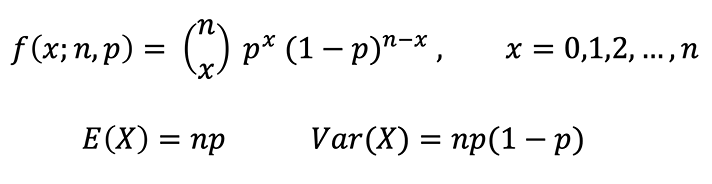 f(x; n, p) = (n x) p^x (1 − p)^{n−x} ,   x = 0,1,2, … , n
E(X) = np   Var(X) = np(1 − p)